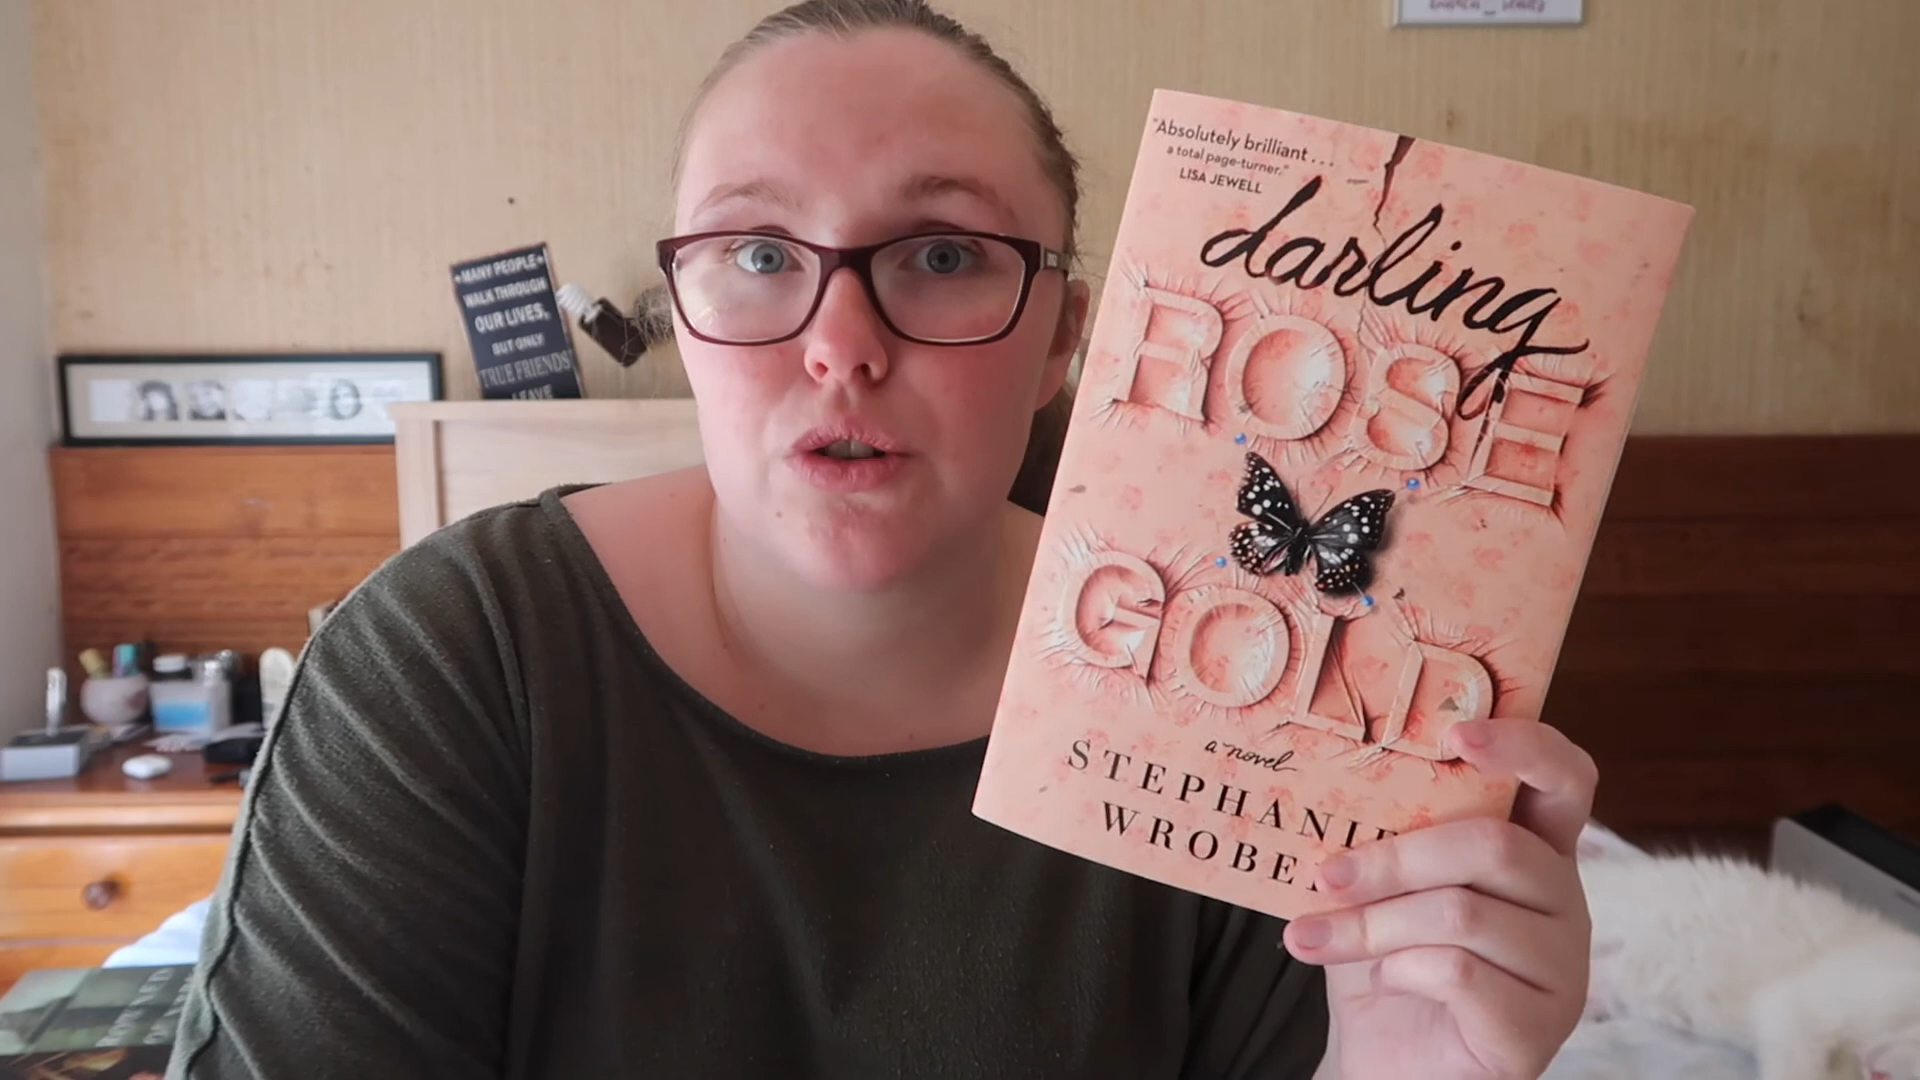 "Absolutely brilliant...
a total page-turner."
LISA JEWELL
darling
ROSE
GOLD
a novel
STEPHANIE
WROBE
MANY PEOPLE
WALK THROUGH
OUR LIVES,
BUT ONLY
TRUE FRIENDS
LEAVE